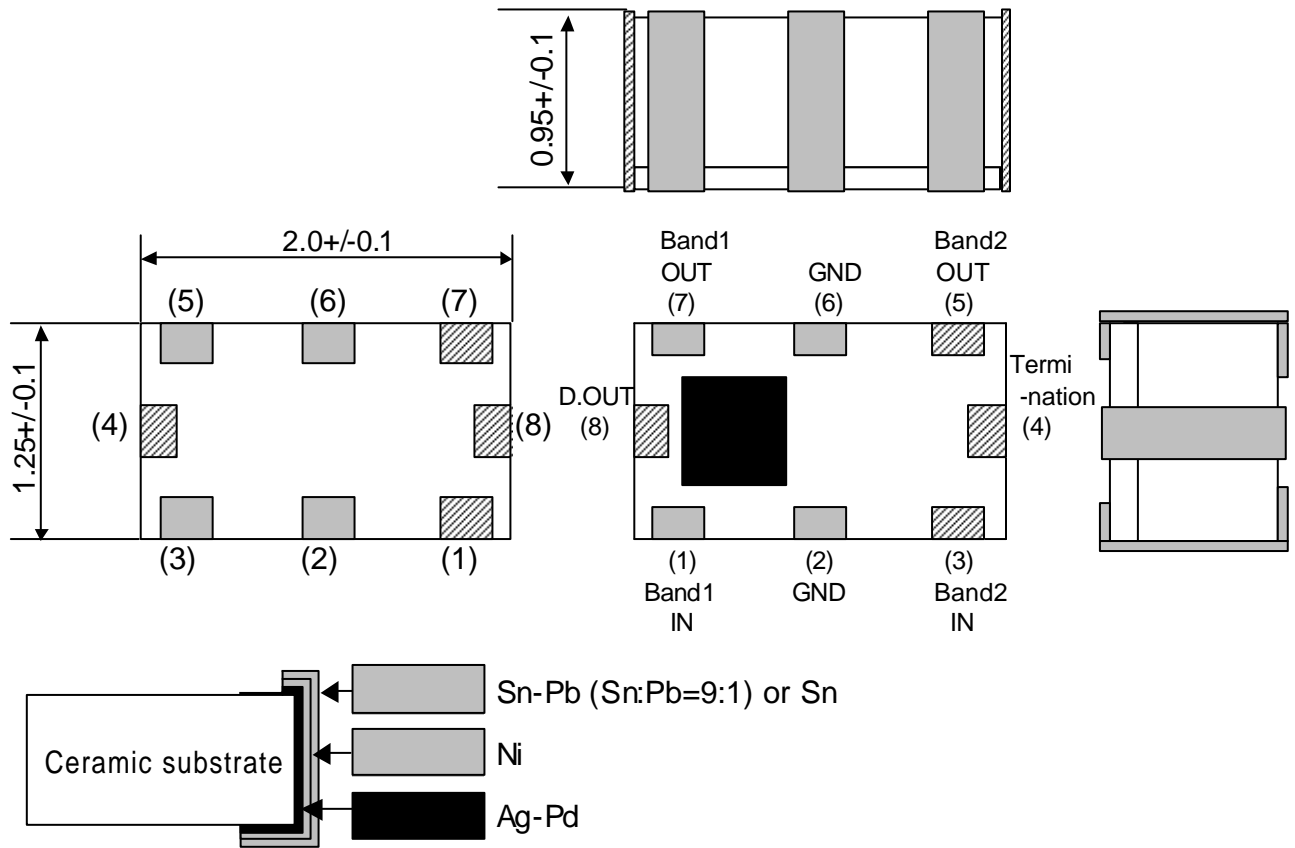 0.95+/-0.1
2.0+/-0.1
(5) (6) (7)
1.25+/-0.1
(4) (8)
(3) (2) (1)
Band1
OUT
(7)
GND
(6)
Band2
OUT
(5)
D.OUT
(8)
Termi
-nation
(4)
(1)
Band1
IN
(2)
GND
(3)
Band2
IN
Sn-Pb (Sn:Pb=9:1) or Sn
Ni
Ceramic substrate
Ag-Pd